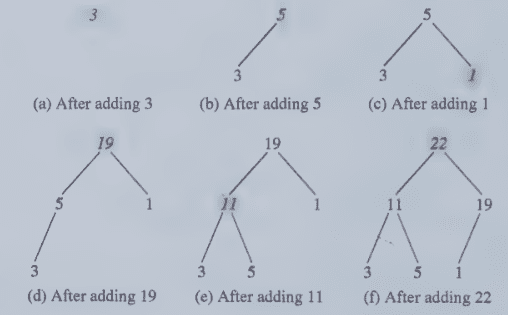 3 5 5
3 3 1
(a) After adding 3 (b) After adding 5 (c) After adding 1
19 19 22
5 1 11 1 11 19
3 3 5 3 5 1
(d) After adding 19 (e) After adding 11 (f) After adding 22